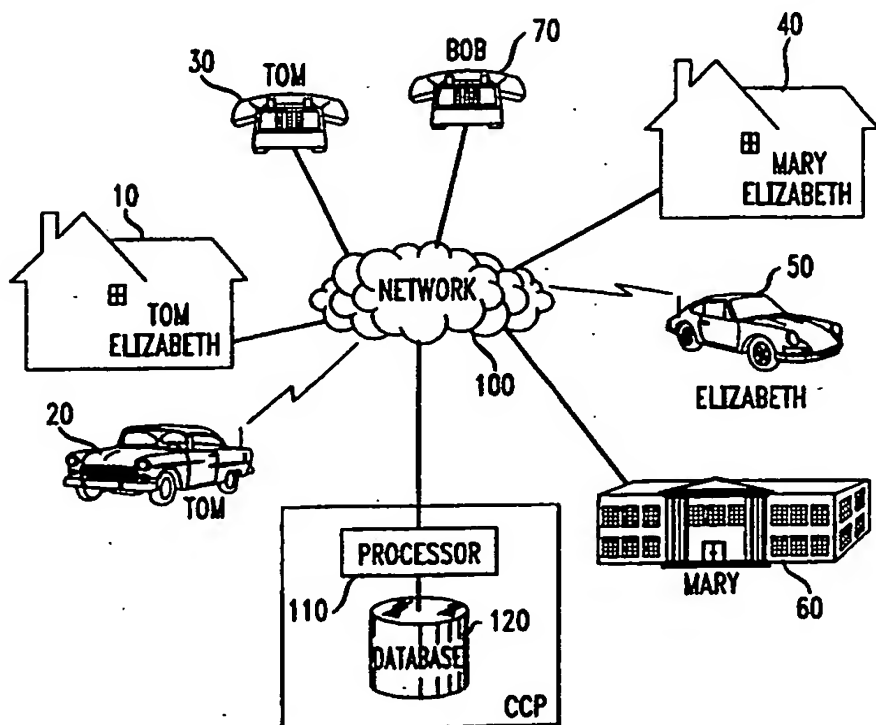 30
TOM
BOB
70
40
MARY
ELIZABETH
10
TOM
ELIZABETH
NETWORK
100
50
ELIZABETH
20
TOM
PROCESSOR
110
DATABASE
120
CCP
MARY
60